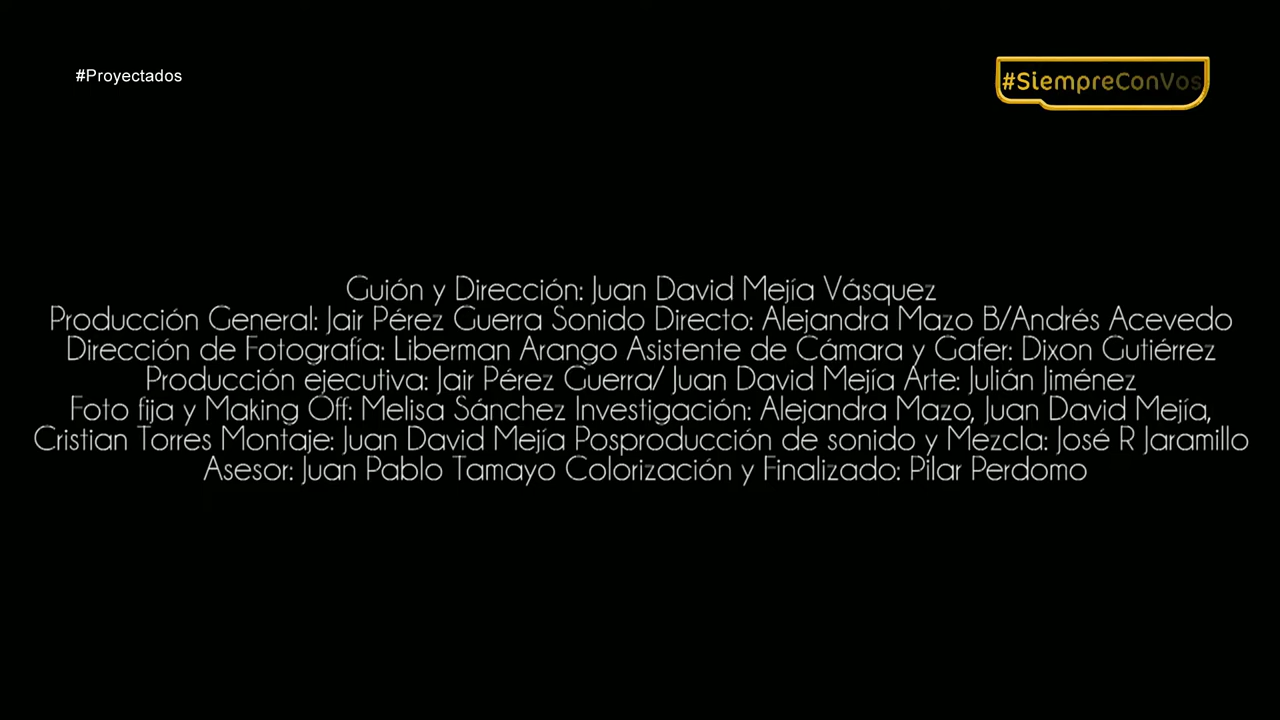 #Proyectados
#SiempreConVos
Guión y Dirección: Juan David Mejía Vásquez
Producción General: Jair Pérez Guerra Sonido Directo: Alejandra Mazo B/Andrés Acevedo
Dirección de Fotografía: Liberman Arango Asistente de Cámara y Gafer: Dixon Gutiérrez
Producción ejecutiva: Jair Pérez Guerra/ Juan David Mejía Arte: Julián Jiménez
Foto fija y Making Off: Melisa Sánchez Investigación: Alejandra Mazo, Juan David Mejía,
Cristian Torres Montaje: Juan David Mejía Posproducción de sonido y Mezcla: José R Jaramillo
Asesor: Juan Pablo Tamayo Colorización y Finalizado: Pilar Perdomo